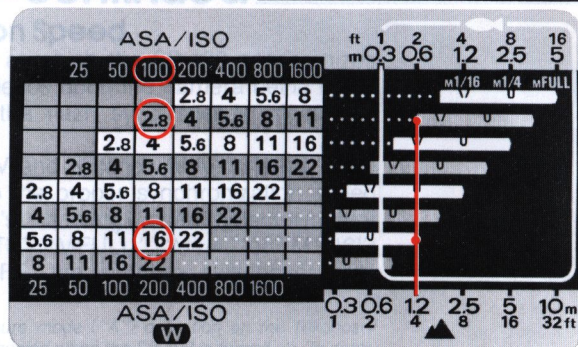 on Speed
ASA/ISO
ft 1 2 4 8 16
m 0.3 0.6 1.2 2.5 5
25 50 100 200 400 800 1600
M1/16 M1/4 MFULL
2.8 4 5.6 8
2.8 4 5.6 8 11
2.8 4 5.6 8 11 16
2.8 4 5.6 8 11 16 22
2.8 4 5.6 8 11 16 22
4 5.6 8 11 16 22
5.6 8 11 16 22
8 11 16 22
25 50 100 200 400 800 1600
0.3 0.6 1.2 2.5 5 10m
1 2 4 8 16 32 ft
ASA/ISO
W